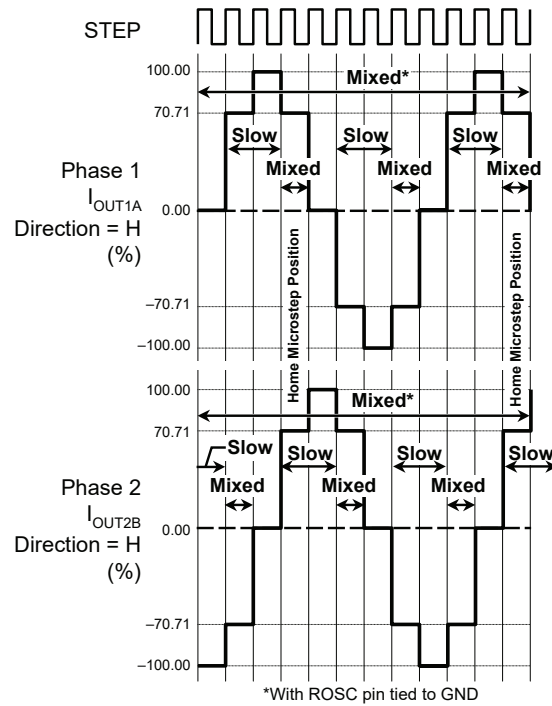 STEP
100.00
Mixed*
70.71
Slow
Slow
Slow
Mixed
Mixed
Mixed
Phase 1
IOUT1A
Direction = H
(%)
0.00
Home Microstep Position
Home Microstep Position
–70.71
–100.00
100.00
Mixed*
70.71
Slow
Slow
Slow
Slow
Mixed
Mixed
Mixed
Phase 2
IOUT2B
Direction = H
(%)
0.00
–70.71
–100.00
*With ROSC pin tied to GND